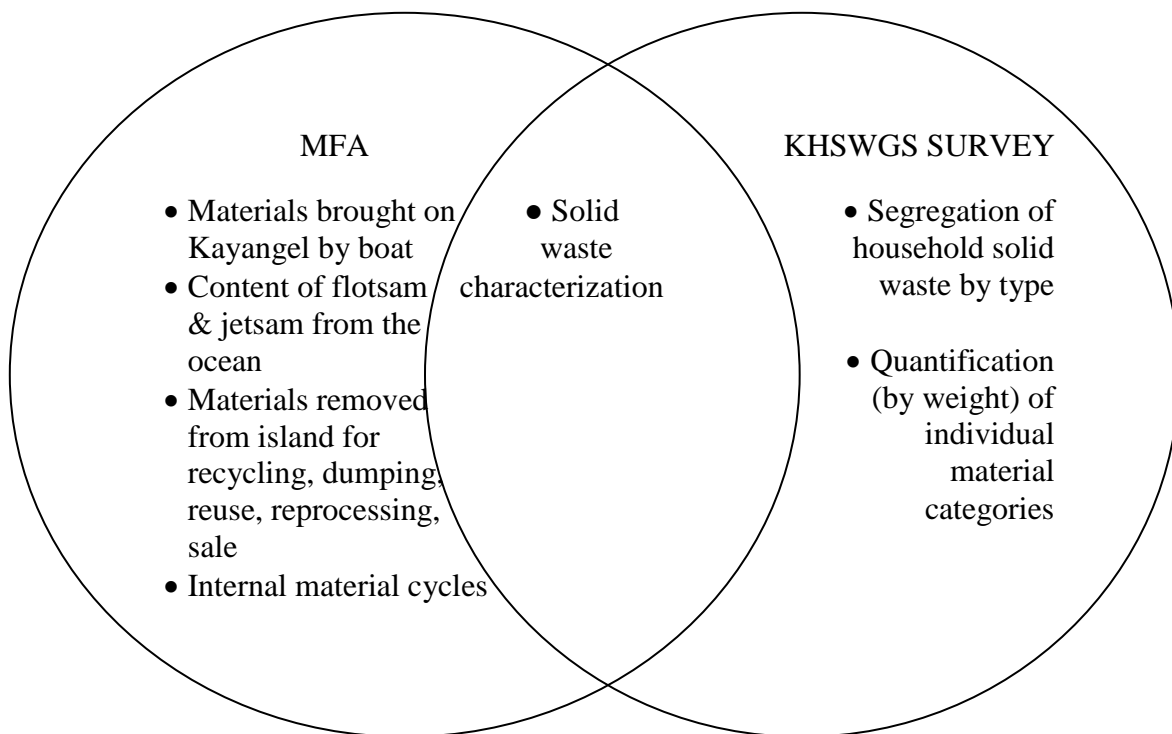 MFA
• Materials brought on
Kayangel by boat
• Content of flotsam
& jetsam from the
ocean
• Materials removed
from island for
recycling, dumping,
reuse, reprocessing,
sale
• Internal material cycles
● Solid
waste
characterization
KHSWGS SURVEY
• Segregation of
household solid
waste by type
• Quantification
(by weight) of
individual
material
categories